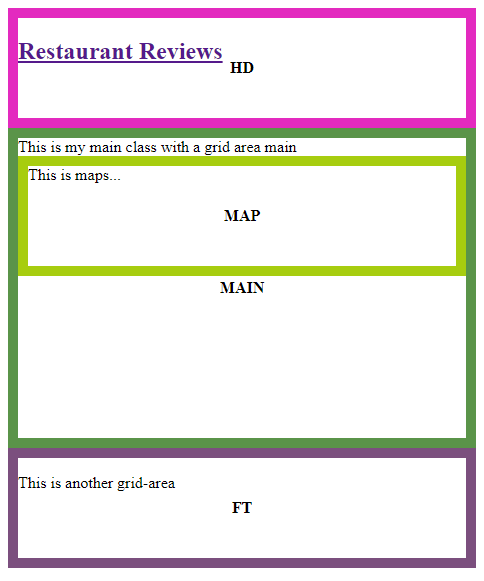 Restaurant Reviews
HD
This is my main class with a grid area main
This is maps...
MAP
MAIN
This is another grid-area
FT